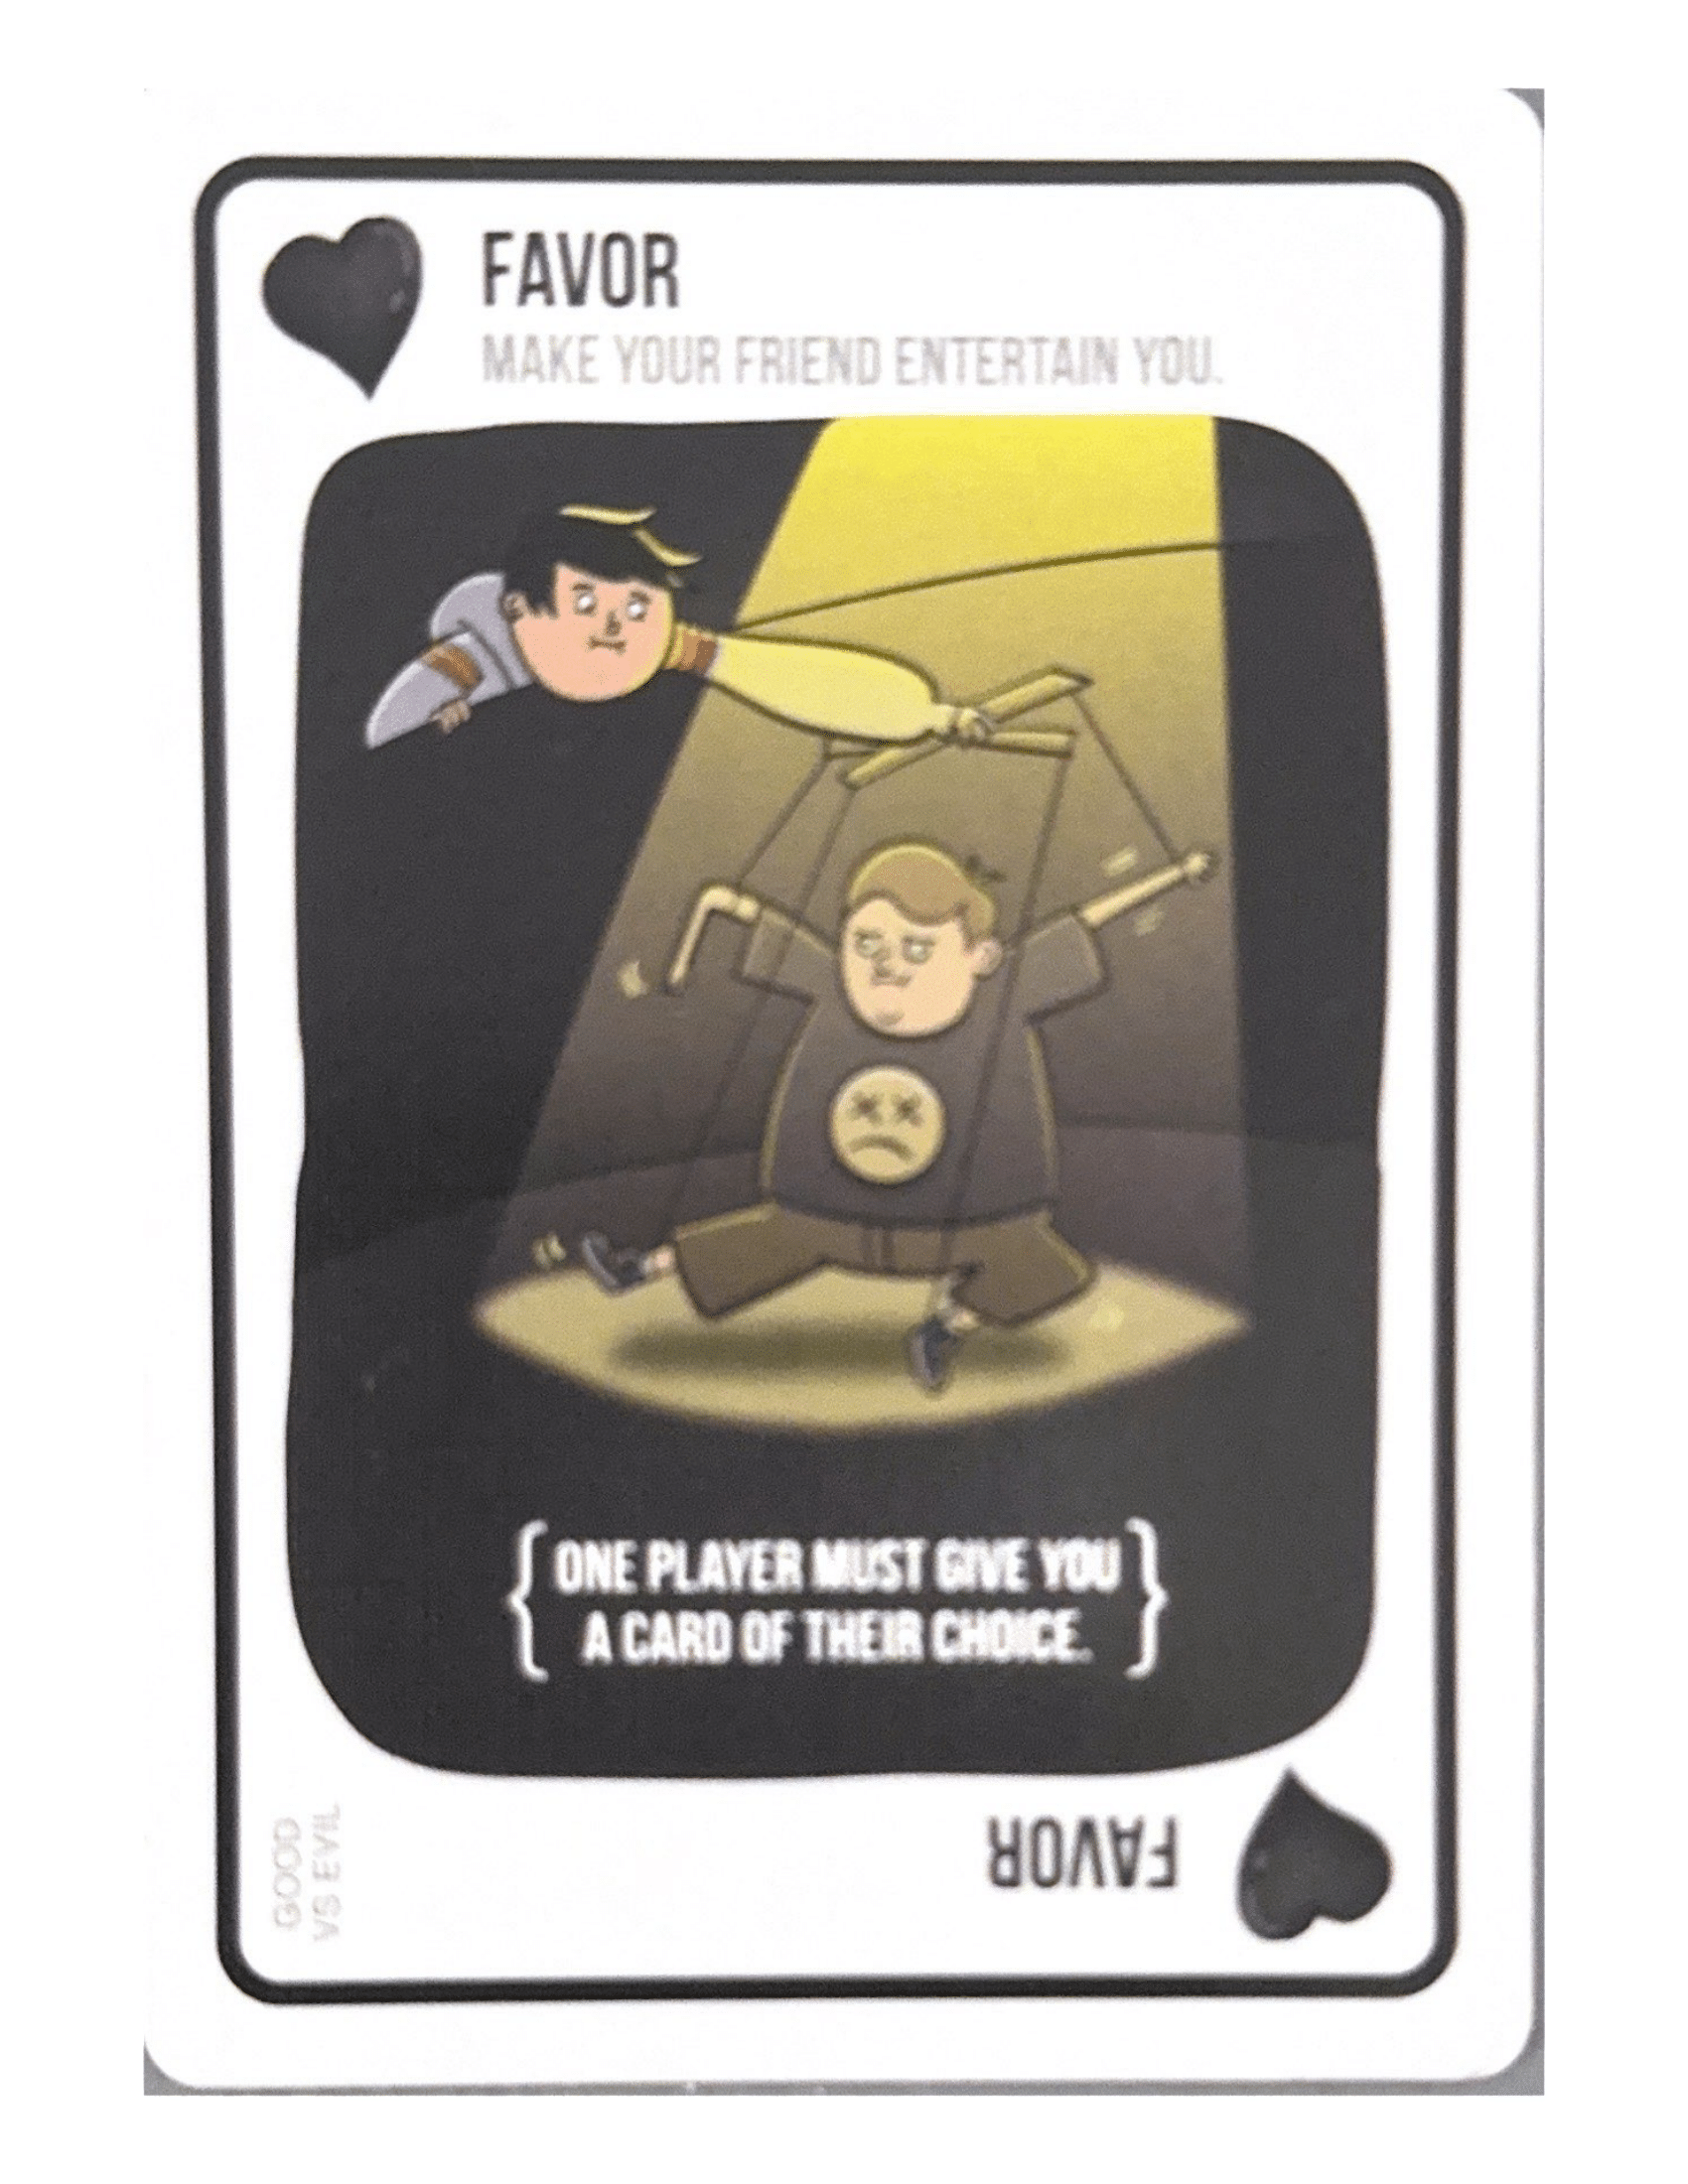 FAVOR
MAKE YOUR FRIEND ENTERTAIN YOU.
ONE PLAYER MUST GIVE YOU
A CARD OF THEIR CHOICE.
GOOD
VS EVIL
FAVOR